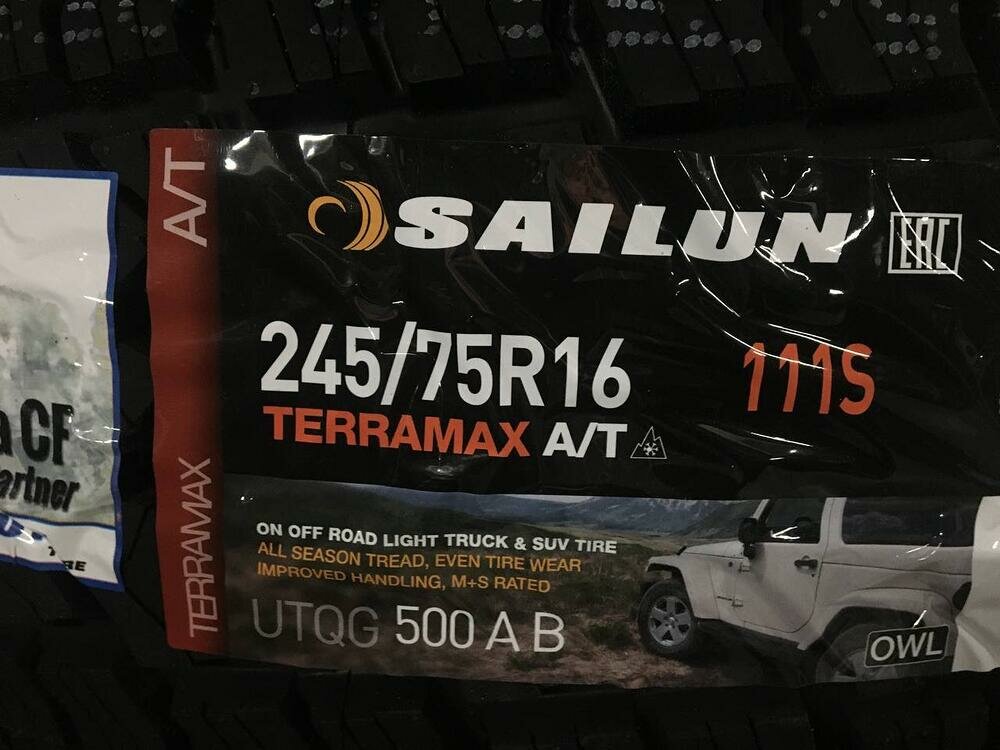 A/T
TERRAMAX
SAILUN
EAC
245/75R16
111S
TERRAMAX A/T
ON OFF ROAD LIGHT TRUCK & SUV TIRE
ALL SEASON TREAD, EVEN TIRE WEAR
IMPROVED HANDLING, M+S RATED
UTQG 500 A B
OWL
CF